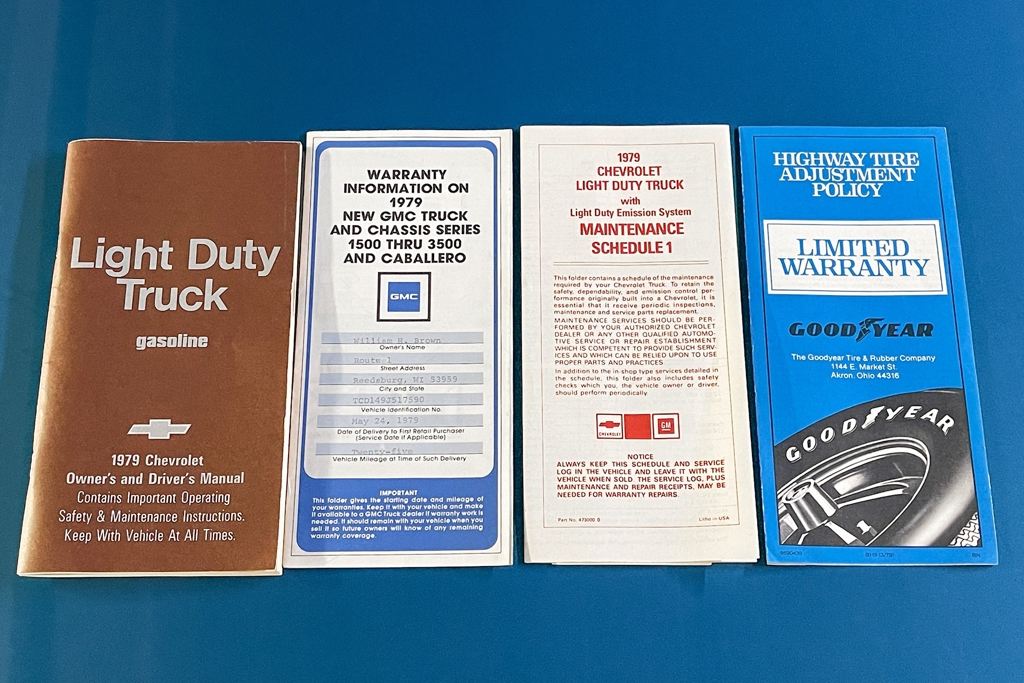 Light Duty
Truck
gasoline
1979 Chevrolet
Owner's and Driver's Manual
Contains Important Operating
Safety & Maintenance Instructions.
Keep With Vehicle At All Times.
WARRANTY
INFORMATION ON
1979
NEW GMC TRUCK
AND CHASSIS SERIES
1500 THRU 3500
AND CABALLERO
GMC
William H. Brown
Owner's Name
Route 1
Street Address
Reedsburg, WI 53959
City and State
TCD149J517590
Vehicle Identification No.
May 24, 1979
Date of Delivery to First Retail Purchaser
(Service Date if Applicable)
Twenty-five
Vehicle Mileage at Time of Such Delivery
IMPORTANT
This folder gives the starting date and mileage of
your warranties. Keep it with your vehicle and make
it available to a GMC Truck dealer if warranty work is
needed. It should remain with your vehicle when you
sell it so future owners will know of any remaining
warranty coverage.
1979
CHEVROLET
LIGHT DUTY TRUCK
with
Light Duty Emission System
MAINTENANCE
SCHEDULE 1
This folder contains a schedule of the maintenance
required by your Chevrolet Truck. To retain the
safety, dependability, and emission control per-
formance originally built into a Chevrolet, it is
essential that it receive periodic inspections,
maintenance and service parts replacement.
MAINTENANCE SERVICES SHOULD BE PER-
FORMED BY YOUR AUTHORIZED CHEVROLET
DEALER OR ANY OTHER QUALIFIED AUTOMO-
TIVE SERVICE OR REPAIR ESTABLISHMENT
WHICH IS COMPETENT TO PROVIDE SUCH SERV-
ICES AND WHICH CAN BE RELIED UPON TO USE
PROPER PARTS AND PRACTICES.
In addition to the in shop type services detailed in
the schedule, this folder also includes safety
checks which you, the vehicle owner or driver,
should perform periodically.
CHEVROLET
GM
NOTICE
ALWAYS KEEP THIS SCHEDULE AND SERVICE
LOG IN THE VEHICLE AND LEAVE IT WITH THE
VEHICLE WHEN SOLD. THE SERVICE LOG, PLUS
MAINTENANCE AND REPAIR RECEIPTS, MAY BE
NEEDED FOR WARRANTY REPAIRS.
Part No. 473000 B Litho in USA
HIGHWAY TIRE
ADJUSTMENT
POLICY
LIMITED
WARRANTY
GOODYEAR
The Goodyear Tire & Rubber Company
1144 E. Market St.
Akron, Ohio 44316
GOODYEAR